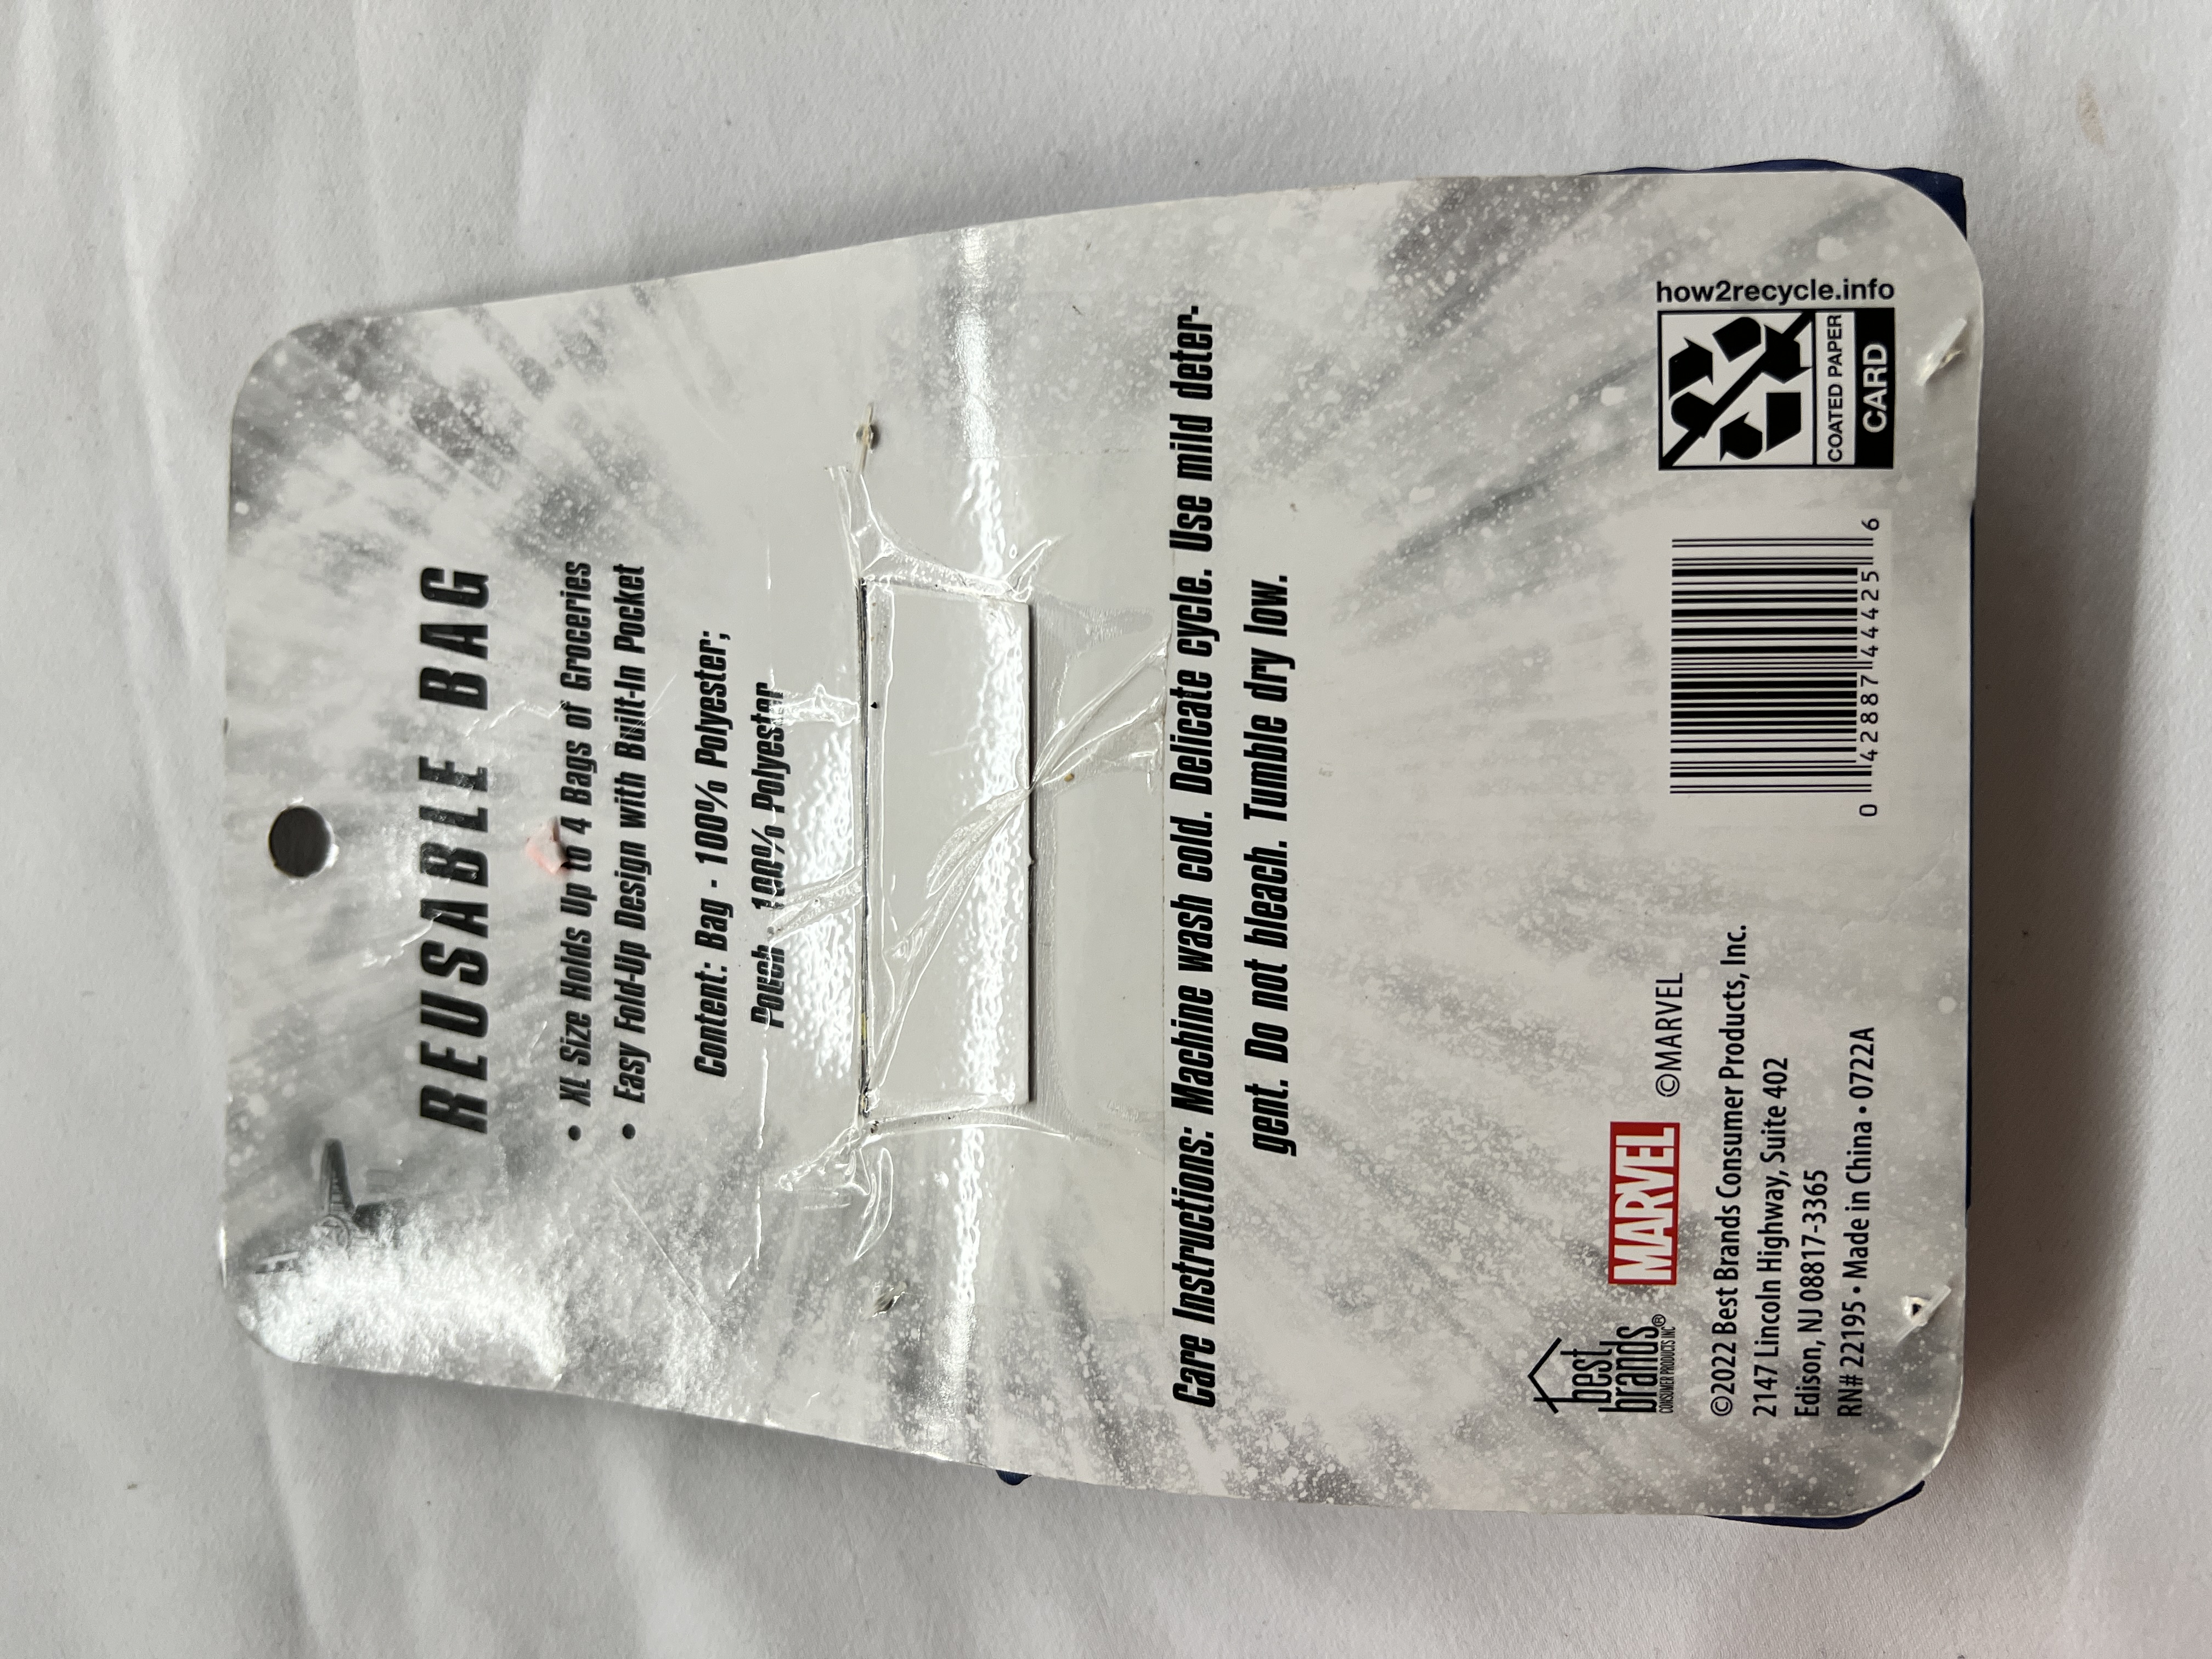 REUSABLE BAG
• XL Size Holds Up to 4 Bags of Groceries
• Easy Fold-Up Design with Built-In Pocket
Content: Bag - 100% Polyester;
Pouch - 100% Polyester
Care Instructions: Machine wash cold. Delicate cycle. Use mild deter-
gent. Do not bleach. Tumble dry low.
best
brands®
CONSUMER PRODUCTS INC
MARVEL ©MARVEL
©2022 Best Brands Consumer Products, Inc.
2147 Lincoln Highway, Suite 402
Edison, NJ 08817-3365
RN# 22195 • Made in China • 0722A
0 42887 44425 6
how2recycle.info
COATED PAPER
CARD